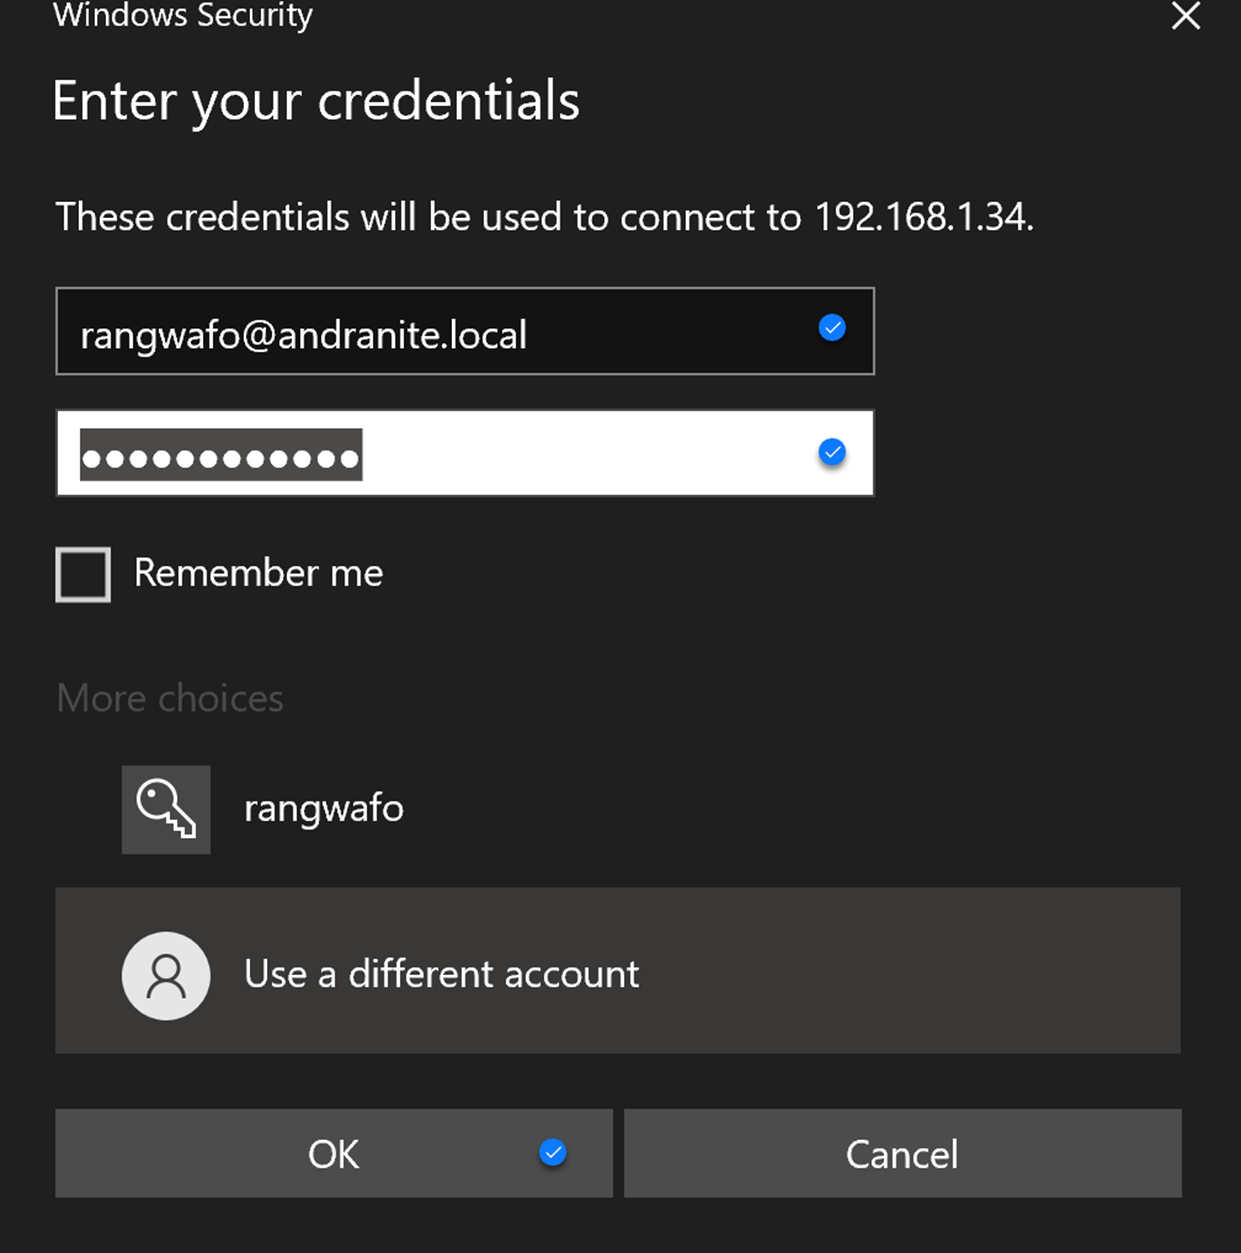 Windows Security
Enter your credentials
These credentials will be used to connect to 192.168.1.34.
rangwafo@andranite.local
●●●●●●●●●●●●
Remember me
More choices
rangwafo
Use a different account
OK
Cancel